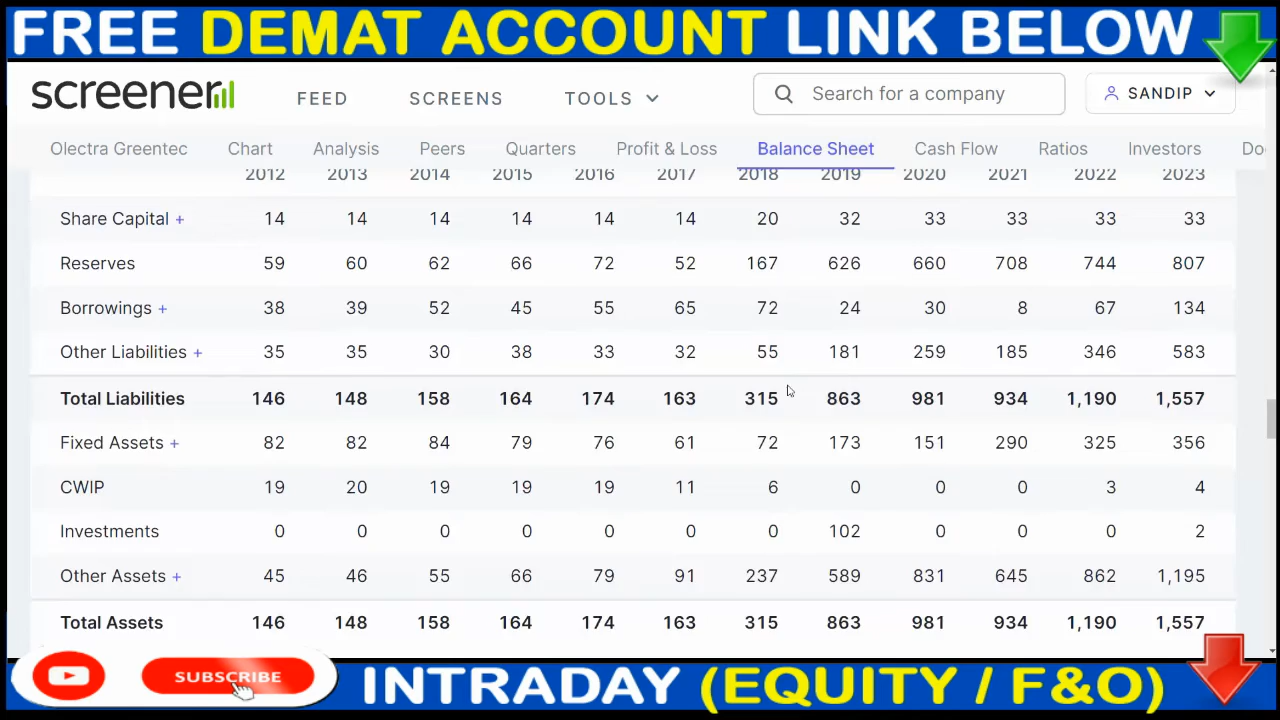 FREE DEMAT ACCOUNT LINK BELOW
screener FEED SCREENS TOOLS Search for a company SANDIP
Olectra Greentec Chart Analysis Peers Quarters Profit & Loss Balance Sheet Cash Flow Ratios Investors Do
2012 2013 2014 2015 2016 2017 2018 2019 2020 2021 2022 2023
Share Capital + 14 14 14 14 14 14 20 32 33 33 33 33
Reserves 59 60 62 66 72 52 167 626 660 708 744 807
Borrowings + 38 39 52 45 55 65 72 24 30 8 67 134
Other Liabilities + 35 35 30 38 33 32 55 181 259 185 346 583
Total Liabilities 146 148 158 164 174 163 315 863 981 934 1,190 1,557
Fixed Assets + 82 82 84 79 76 61 72 173 151 290 325 356
CWIP 19 20 19 19 19 11 6 0 0 0 3 4
Investments 0 0 0 0 0 0 0 102 0 0 0 2
Other Assets + 45 46 55 66 79 91 237 589 831 645 862 1,195
Total Assets 146 148 158 164 174 163 315 863 981 934 1,190 1,557
SUBSCRIBE INTRADAY (EQUITY / F&O)